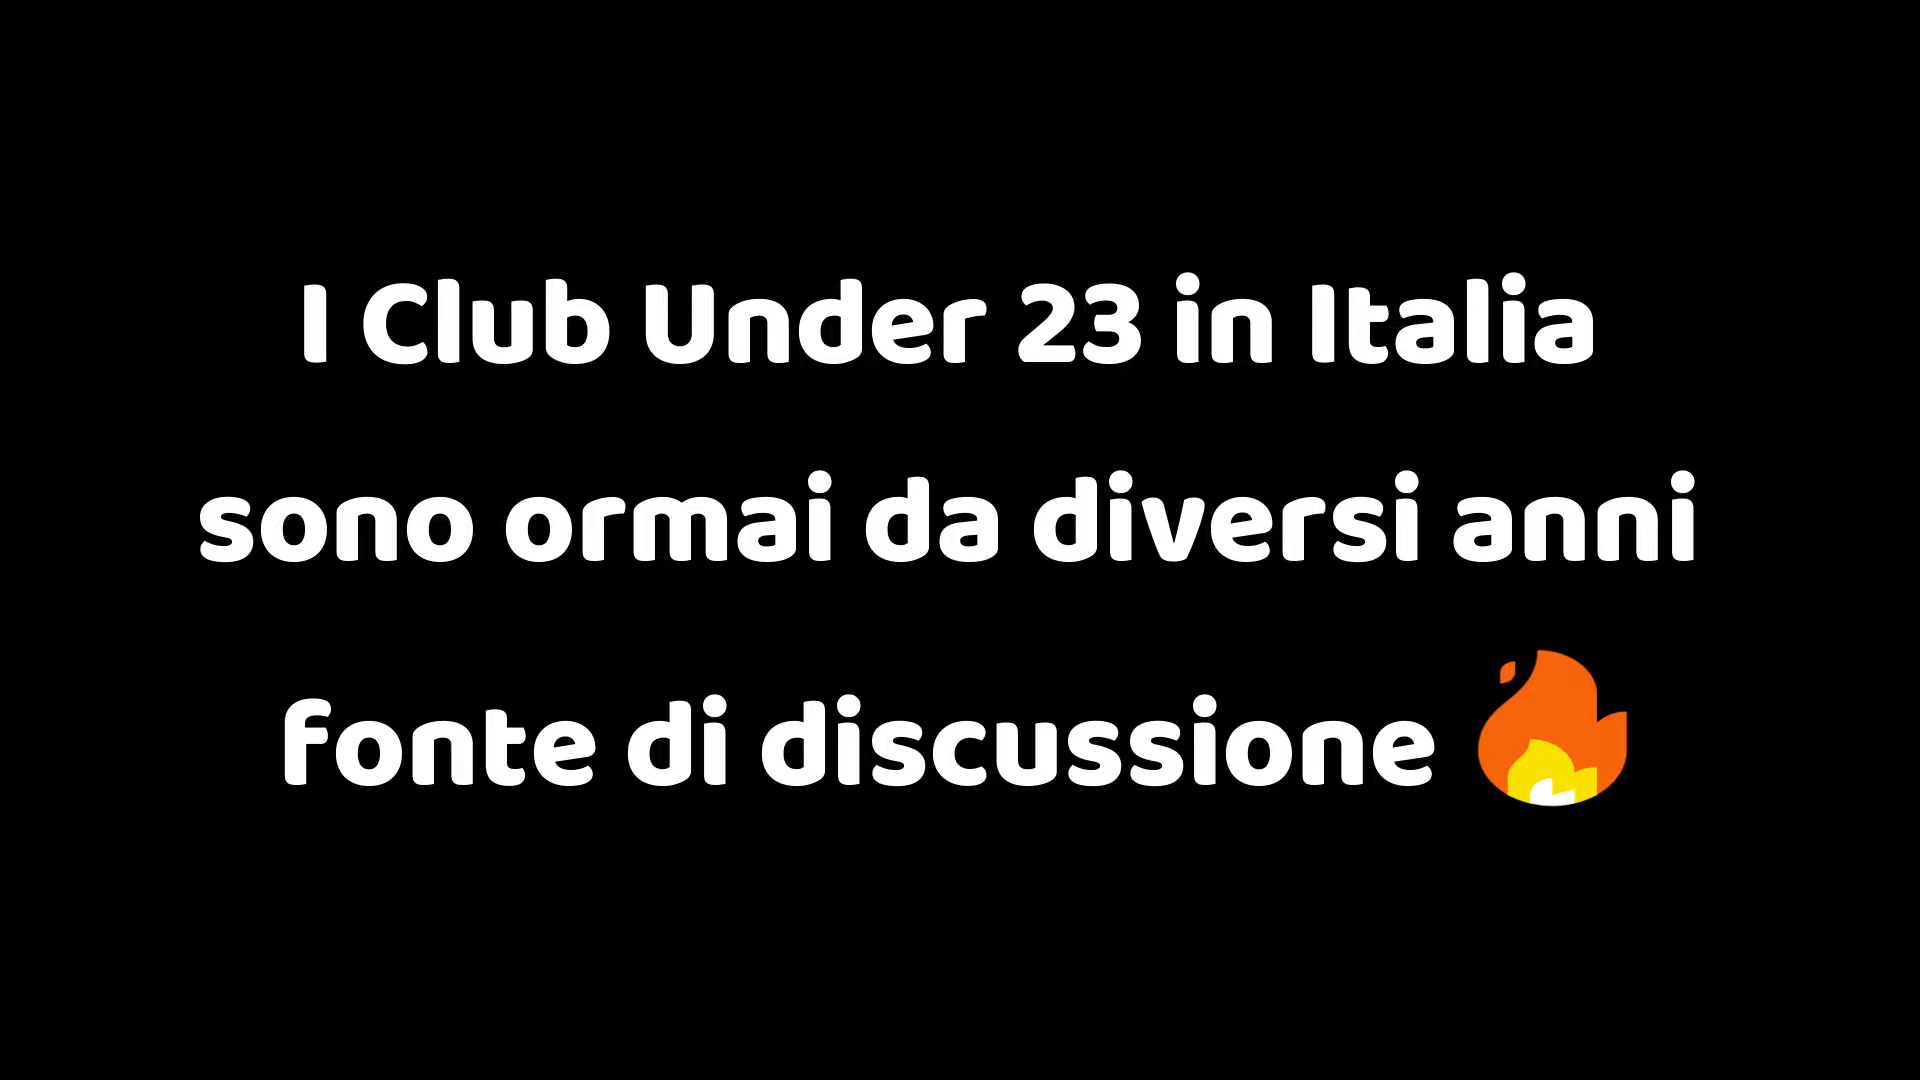 I Club Under 23 in Italia
sono ormai da diversi anni
fonte di discussione 🔥